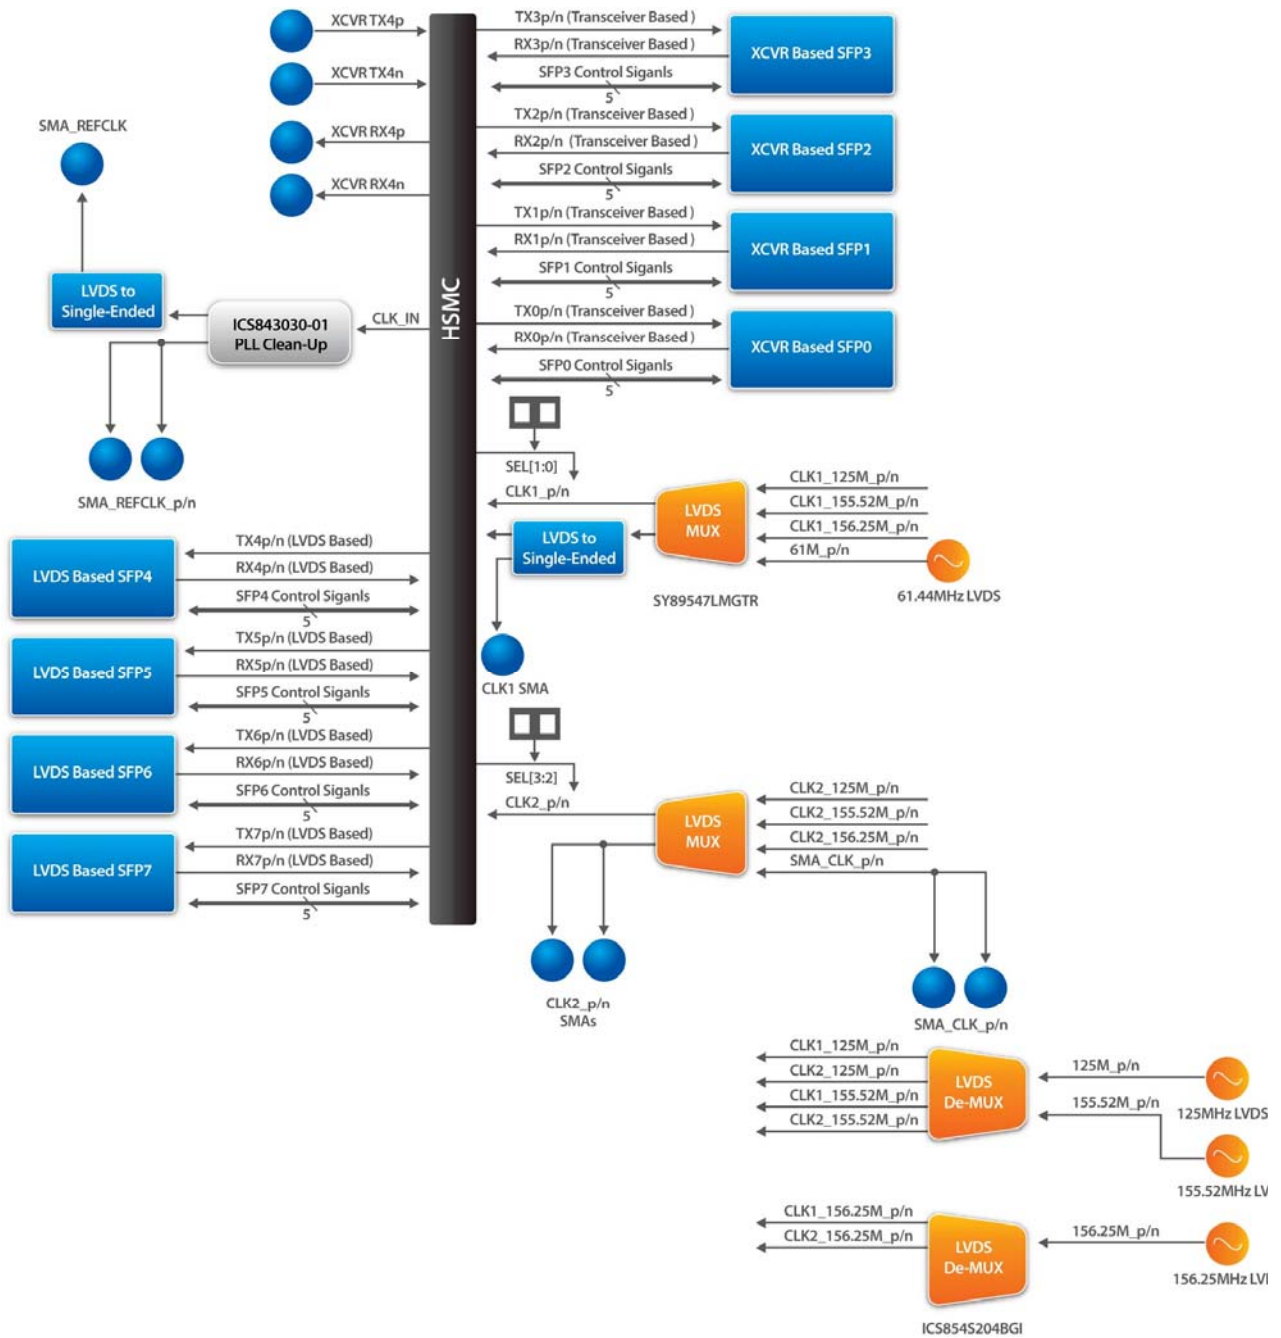 XCVR TX4p
XCVR TX4n
XCVR RX4p
XCVR RX4n
SMA_REFCLK
LVDS to
Single-Ended
ICS843030-01
PLL Clean-Up
CLK_IN
SMA_REFCLK_p/n
HSMC
TX3p/n (Transceiver Based )
RX3p/n (Transceiver Based )
SFP3 Control Siganls
5
XCVR Based SFP3
TX2p/n (Transceiver Based )
RX2p/n (Transceiver Based )
SFP2 Control Siganls
5
XCVR Based SFP2
TX1p/n (Transceiver Based )
RX1p/n (Transceiver Based )
SFP1 Control Siganls
5
XCVR Based SFP1
TX0p/n (Transceiver Based )
RX0p/n (Transceiver Based )
SFP0 Control Siganls
5
XCVR Based SFP0
SEL[1:0]
CLK1_p/n
LVDS to
Single-Ended
CLK1 SMA
LVDS
MUX
SY89547LMGTR
CLK1_125M_p/n
CLK1_155.52M_p/n
CLK1_156.25M_p/n
61M_p/n
61.44MHz LVDS
LVDS Based SFP4
TX4p/n (LVDS Based)
RX4p/n (LVDS Based)
SFP4 Control Siganls
5
LVDS Based SFP5
TX5p/n (LVDS Based)
RX5p/n (LVDS Based)
SFP5 Control Siganls
5
LVDS Based SFP6
TX6p/n (LVDS Based)
RX6p/n (LVDS Based)
SFP6 Control Siganls
5
LVDS Based SFP7
TX7p/n (LVDS Based)
RX7p/n (LVDS Based)
SFP7 Control Siganls
5
SEL[3:2]
CLK2_p/n
LVDS
MUX
CLK2_125M_p/n
CLK2_155.52M_p/n
CLK2_156.25M_p/n
SMA_CLK_p/n
CLK2_p/n
SMAs
SMA_CLK_p/n
CLK1_125M_p/n
CLK2_125M_p/n
CLK1_155.52M_p/n
CLK2_155.52M_p/n
LVDS
De-MUX
125M_p/n
155.52M_p/n
125MHz LVDS
155.52MHz LV
CLK1_156.25M_p/n
CLK2_156.25M_p/n
LVDS
De-MUX
156.25M_p/n
156.25MHz LV
ICS854S204BGI